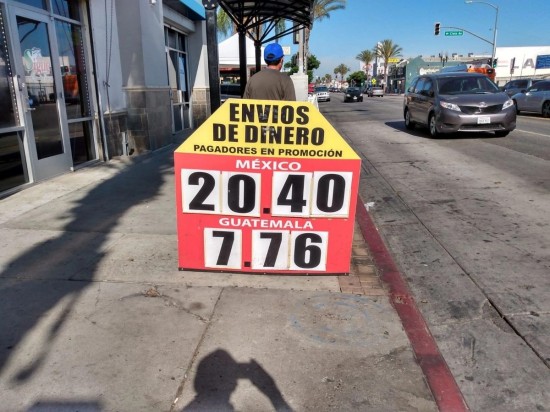 ENVIOS
DE DINERO
PAGADORES EN PROMOCIÓN
MÉXICO
20.40
GUATEMALA
7.76